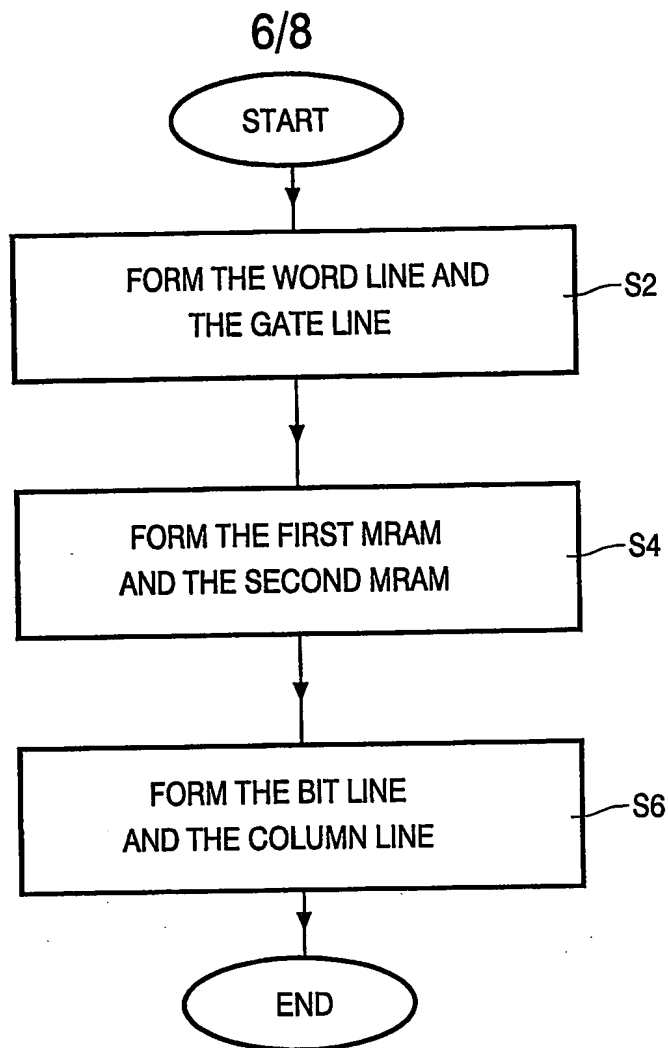 6/8
START
FORM THE WORD LINE AND
THE GATE LINE
S2
FORM THE FIRST MRAM
AND THE SECOND MRAM
S4
FORM THE BIT LINE
AND THE COLUMN LINE
S6
END